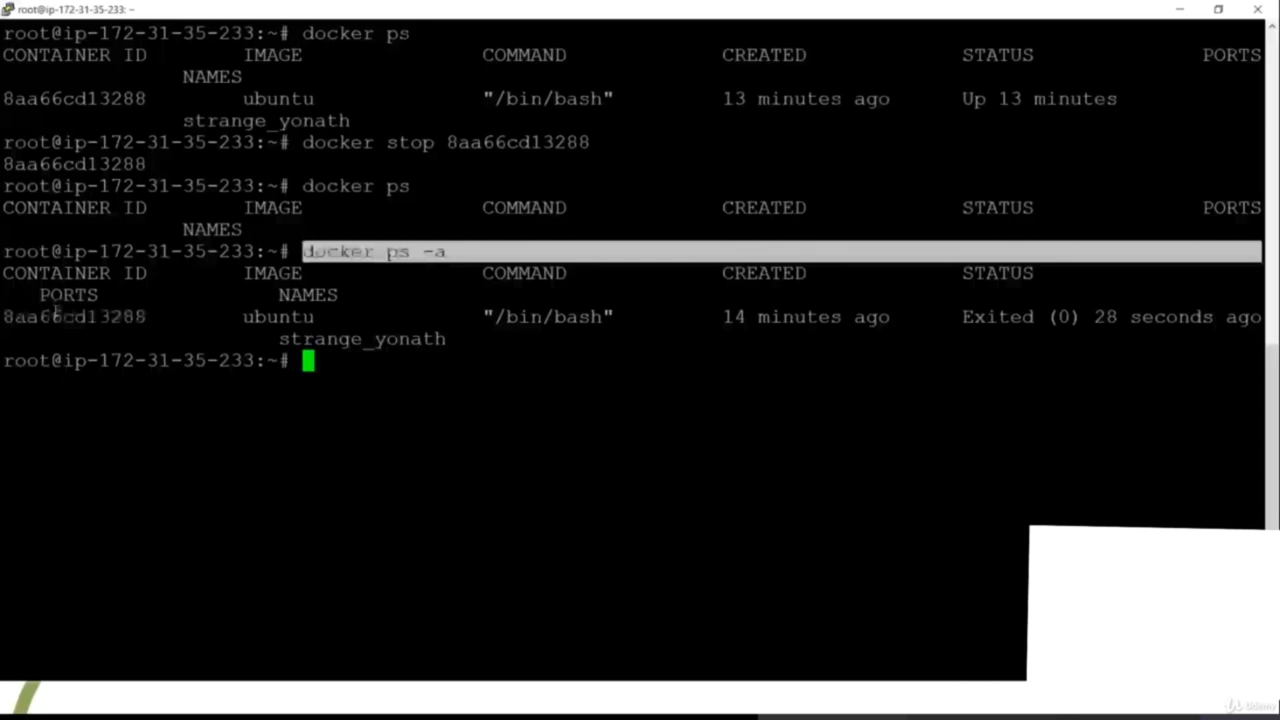 root@ip-172-31-35-233: ~
root@ip-172-31-35-233:~# docker ps
CONTAINER ID IMAGE COMMAND CREATED STATUS PORTS
NAMES
8aa66cd13288 ubuntu "/bin/bash" 13 minutes ago Up 13 minutes
strange_yonath
root@ip-172-31-35-233:~# docker stop 8aa66cd13288
8aa66cd13288
root@ip-172-31-35-233:~# docker ps
CONTAINER ID IMAGE COMMAND CREATED STATUS PORTS
NAMES
root@ip-172-31-35-233:~# docker ps -a
CONTAINER ID IMAGE COMMAND CREATED STATUS
PORTS NAMES
8aa66cd13288 ubuntu "/bin/bash" 14 minutes ago Exited (0) 28 seconds ago
strange_yonath
root@ip-172-31-35-233:~#
Udemy